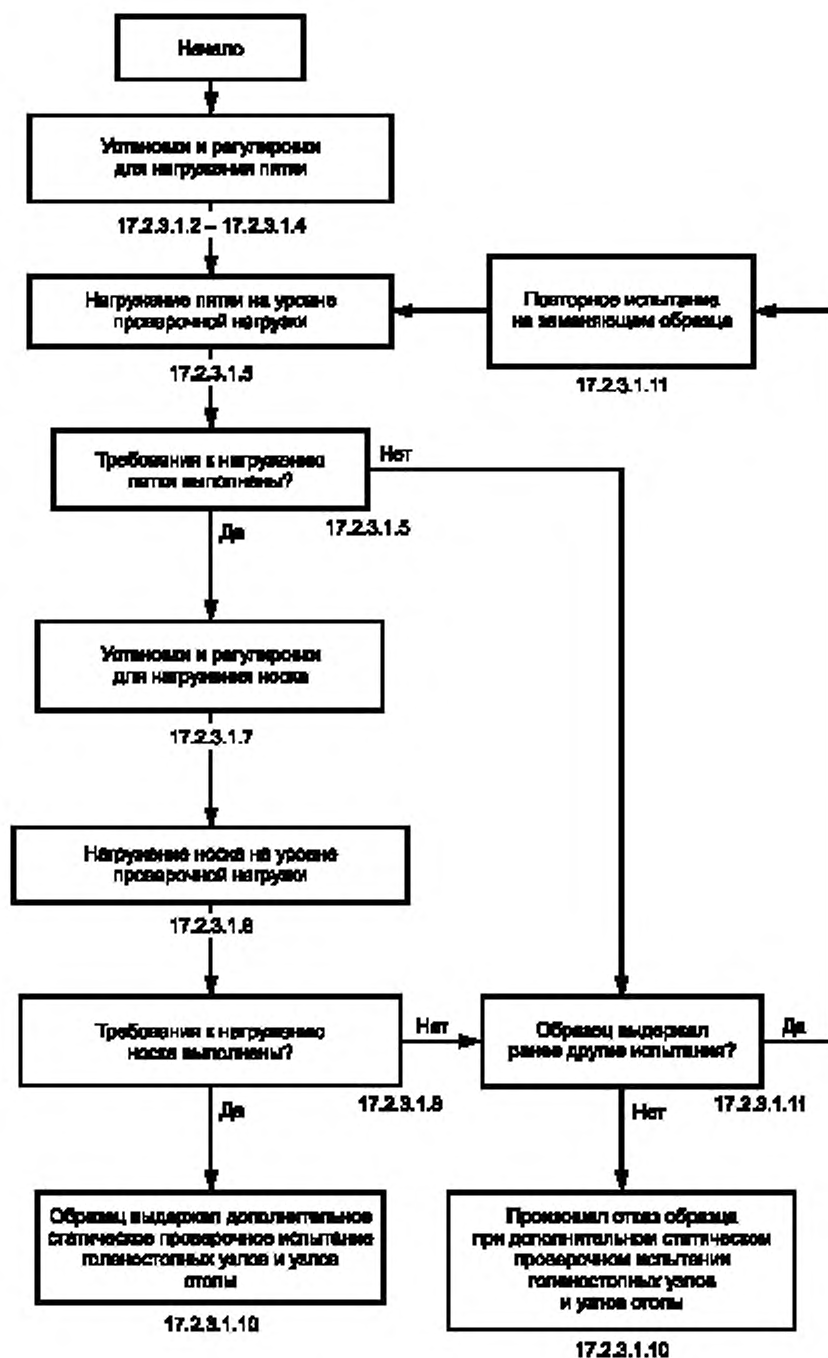 Начало
Установки и регулировки
для нагружения пятки
17.2.3.1.2 – 17.2.3.1.4
Нагружение пятки на уровне
проверочной нагрузки
17.2.3.1.5
Повторное испытание
на заменяющем образце
17.2.3.1.11
Требования к нагружению
пятки выполнены?
Нет
17.2.3.1.5
Да
Установки и регулировки
для нагружения носка
17.2.3.1.7
Нагружение носка на уровне
проверочной нагрузки
17.2.3.1.8
Требования к нагружению
носка выполнены?
Нет
17.2.3.1.8
Да
Образец выдержал
ранее другие испытания?
Да
17.2.3.1.11
Нет
Образец выдержал дополнительное
статическое проверочное испытание
голеностопных узлов и узлов
стопы
17.2.3.1.10
Произошел отказ образца
при дополнительном статическом
проверочном испытании
голеностопных узлов
и узлов стопы
17.2.3.1.10